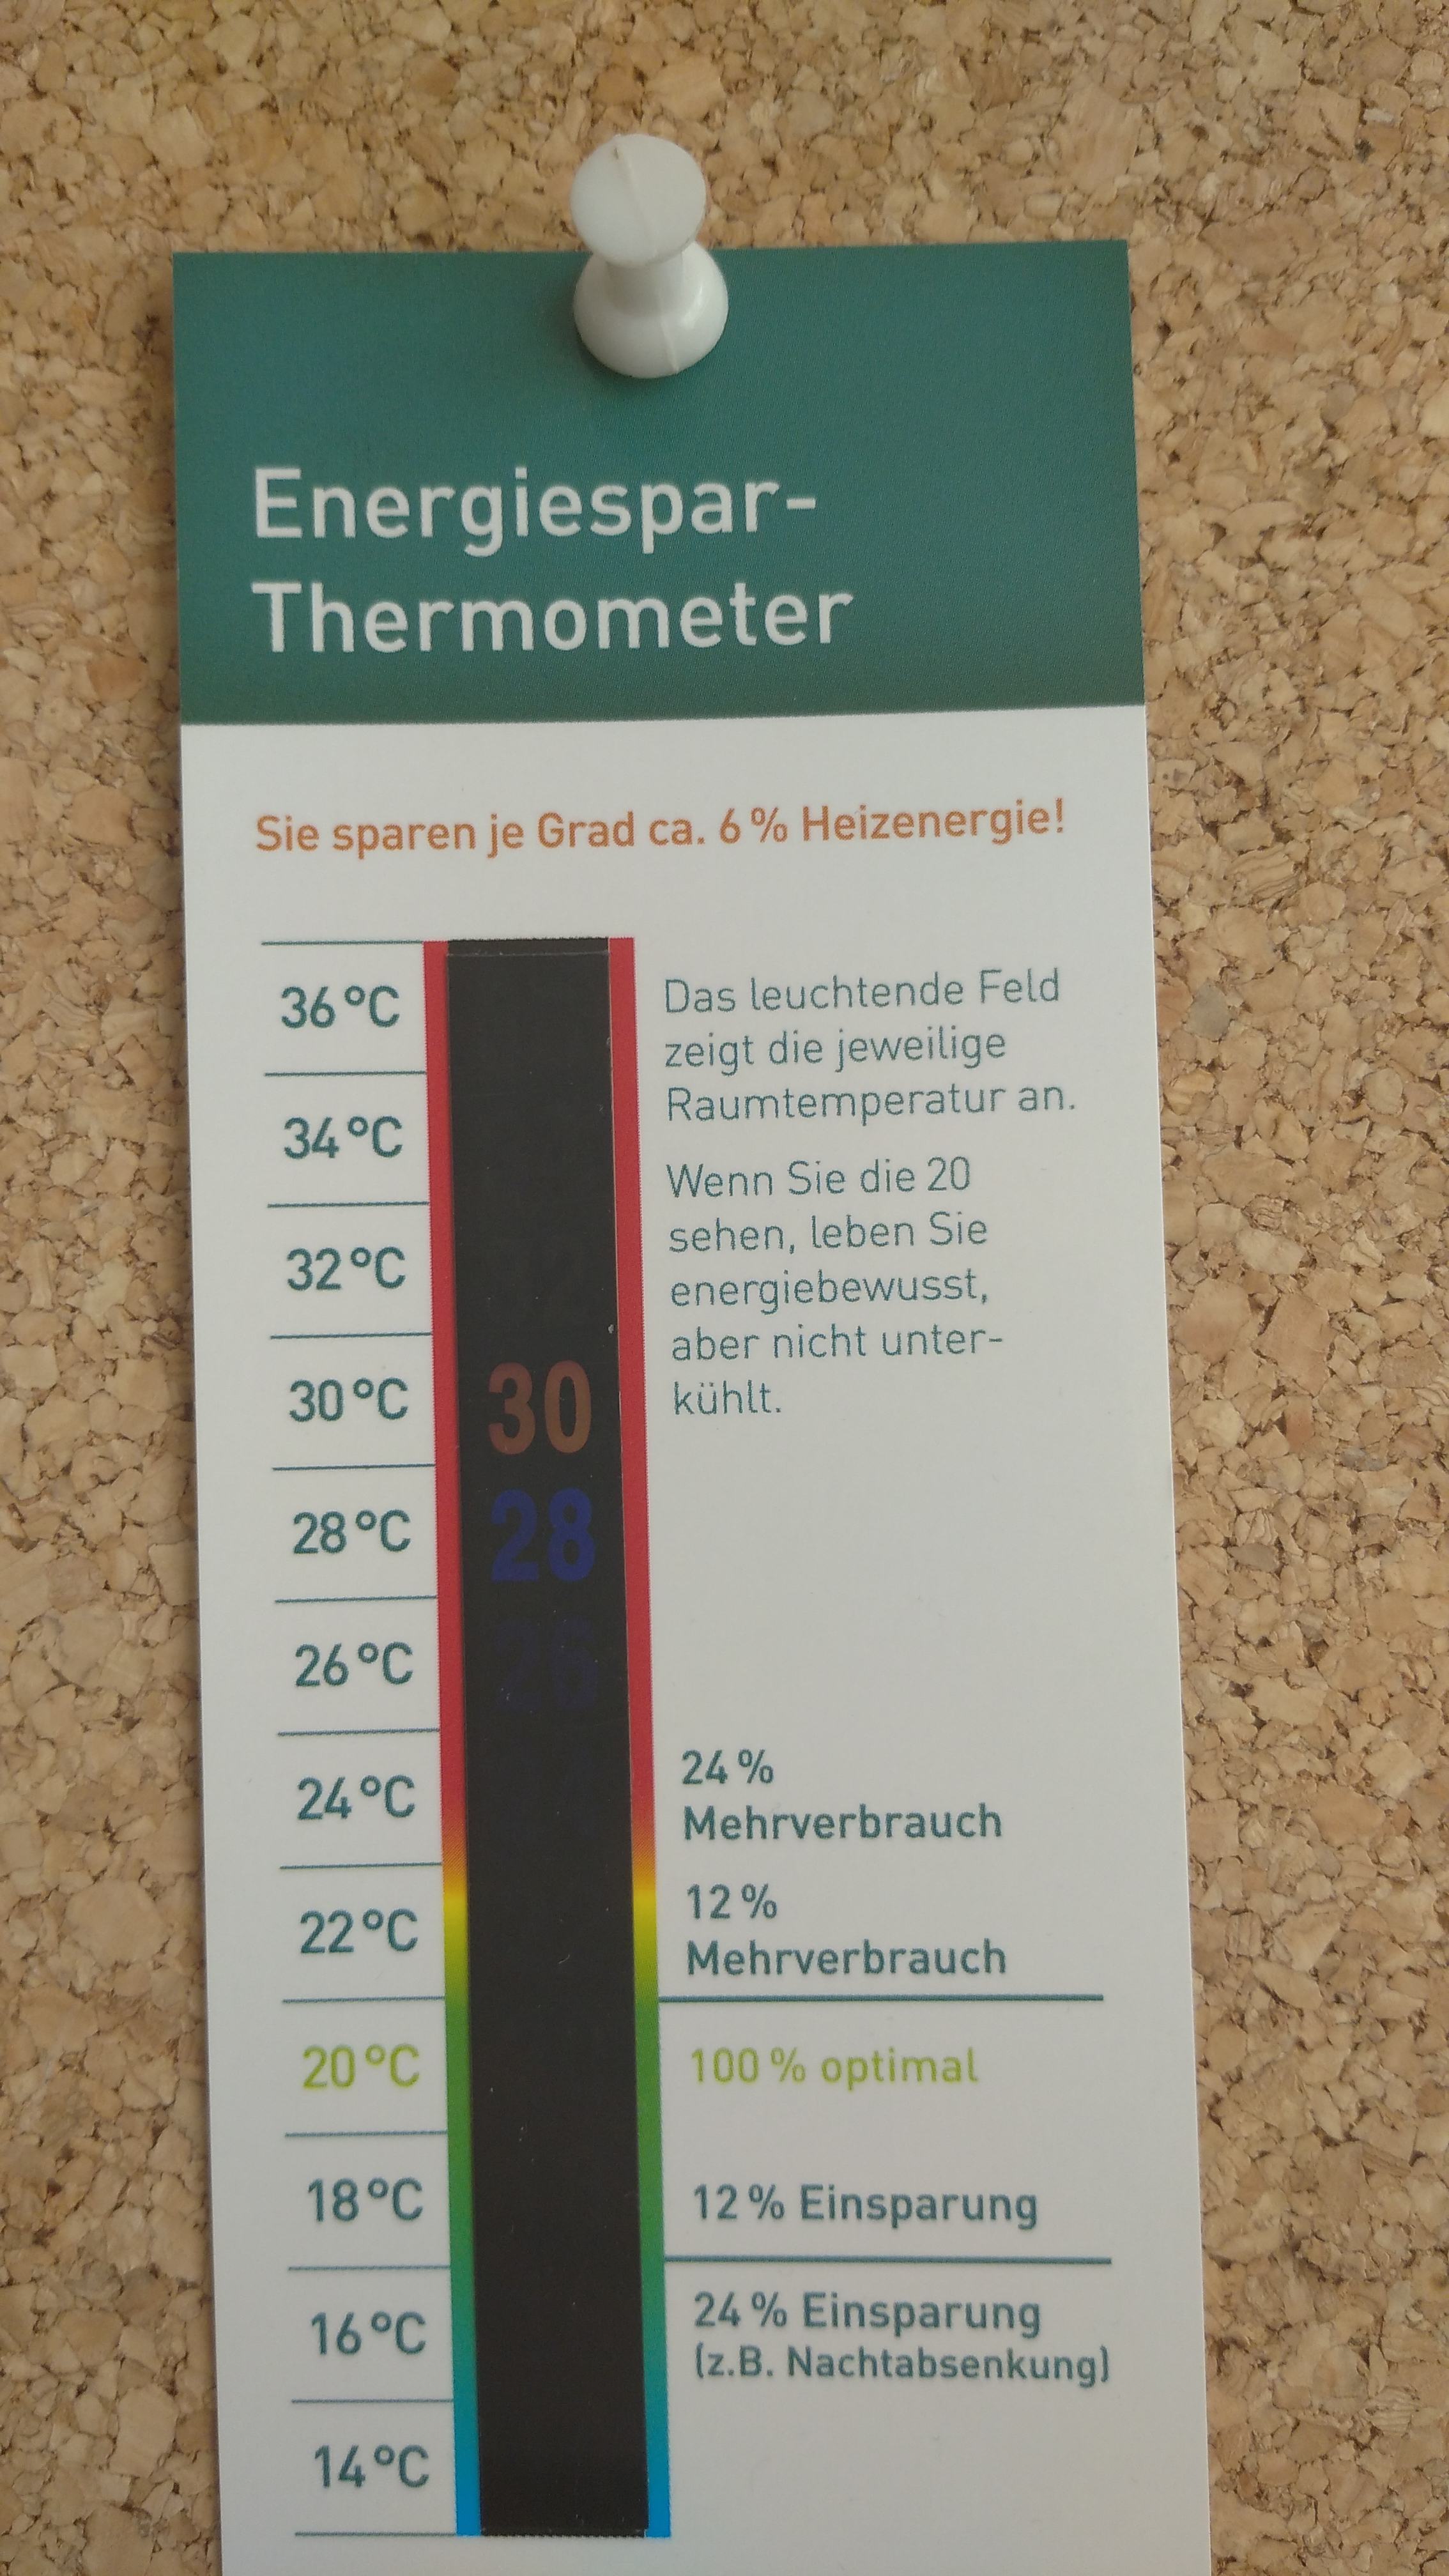 Energiespar-
Thermometer
Sie sparen je Grad ca. 6 % Heizenergie!
36 °C
34 °C
32 °C
30 °C
28 °C
26 °C
24 °C
22 °C
20 °C
18 °C
16 °C
14 °C
30
28
26
Das leuchtende Feld
zeigt die jeweilige
Raumtemperatur an.
Wenn Sie die 20
sehen, leben Sie
energiebewusst,
aber nicht unter-
kühlt.
24 %
Mehrverbrauch
12 %
Mehrverbrauch
100 % optimal
12 % Einsparung
24 % Einsparung
(z.B. Nachtabsenkung)